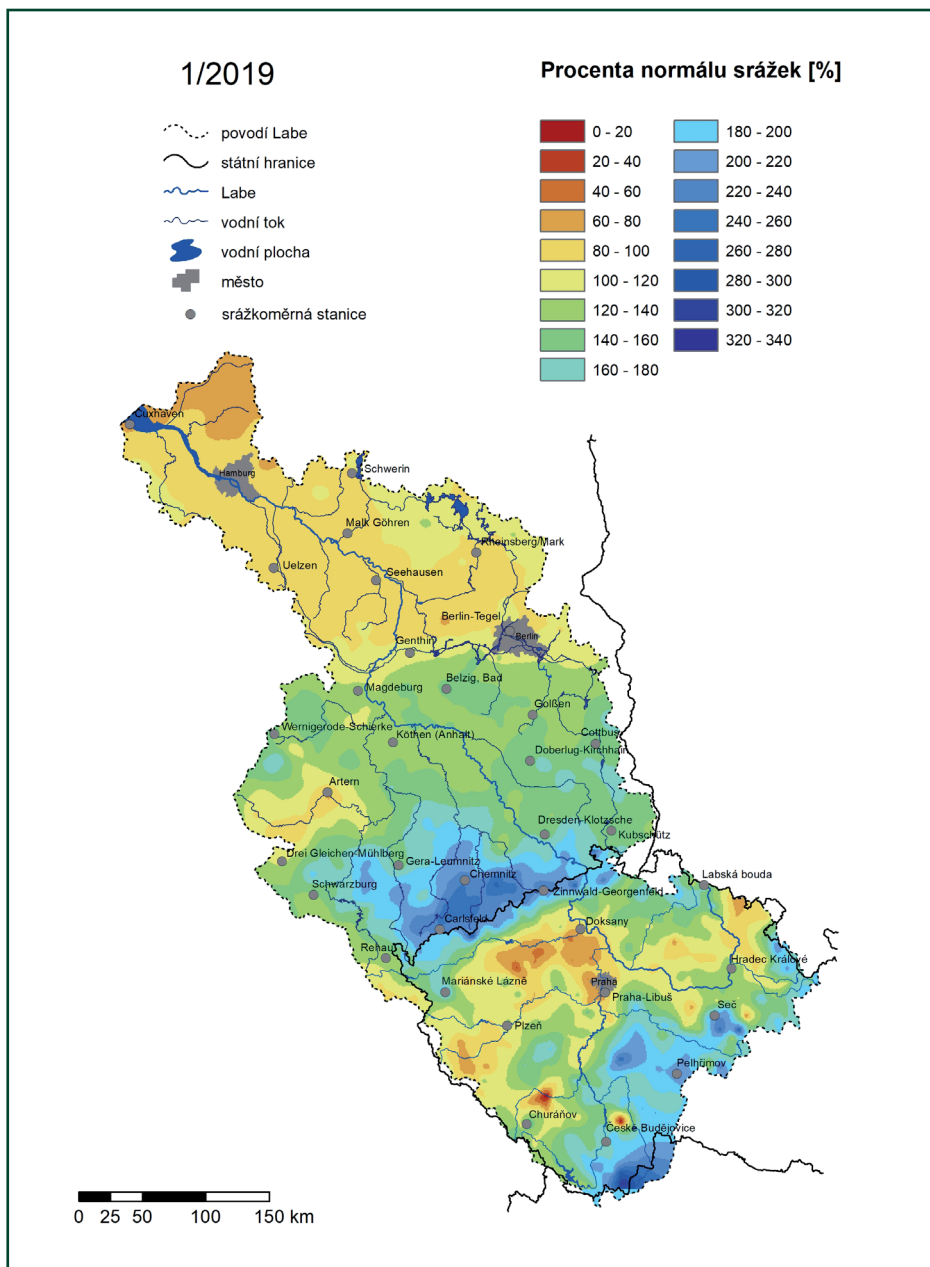 1/2019
Procenta normálu srážek [%]
povodí Labe
státní hranice
Labe
vodní tok
vodní plocha
město
srážkoměrná stanice
0 - 20
20 - 40
40 - 60
60 - 80
80 - 100
100 - 120
120 - 140
140 - 160
160 - 180
180 - 200
200 - 220
220 - 240
240 - 260
260 - 280
280 - 300
300 - 320
320 - 340
Cuxhaven
Hamburg
Schwerin
Malk Göhren
Rheinsberg/Mark
Uelzen
Seehausen
Berlin-Tegel
Berlin
Genthin
Magdeburg
Belzig, Bad
Golßen
Wernigerode-Schierke
Köthen (Anhalt)
Cottbus
Doberlug-Kirchhain
Artern
Dresden-Klotzsche
Kubschütz
Drei Gleichen-Mühlberg
Gera-Leumnitz
Chemnitz
Schwarzburg
Zinnwald-Georgenfeld
Labská bouda
Carlsfeld
Doksany
Rehau
Hradec Králové
Mariánské Lázně
Praha
Praha-Libuš
Seč
Plzeň
Pelhřimov
Churáňov
České Budějovice
0 25 50 100 150 km